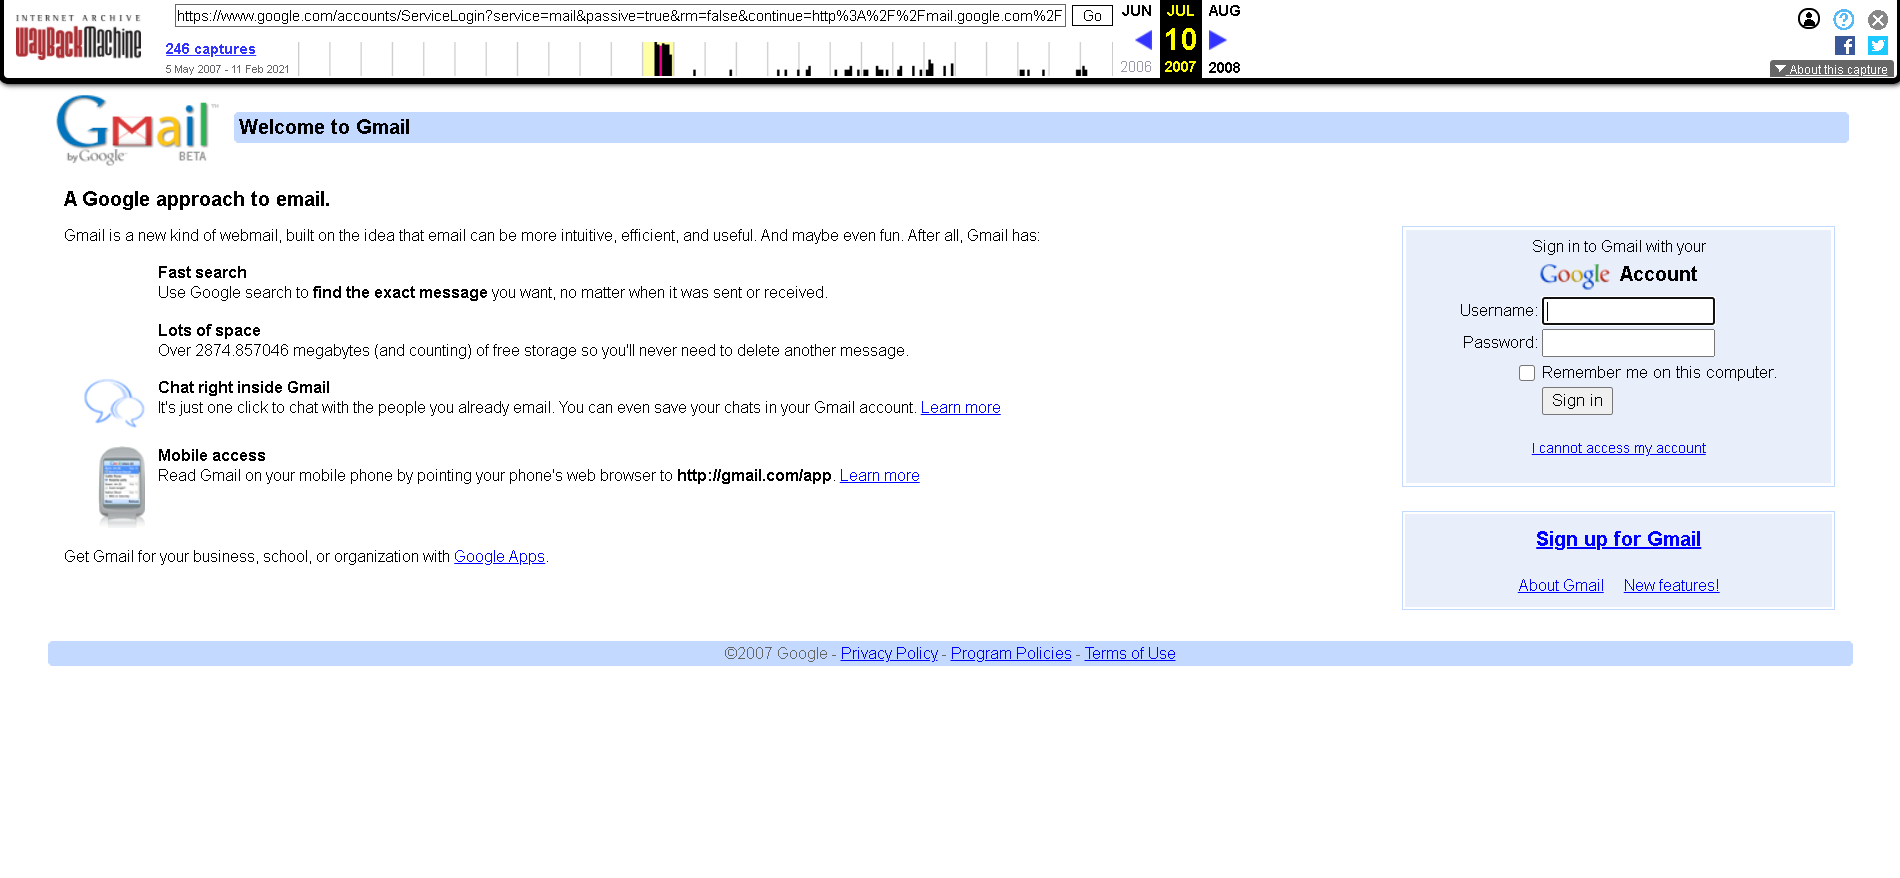 INTERNET ARCHIVE
WayBackMachine
https://www.google.com/accounts/ServiceLogin?service=mail&passive=true&rm=false&continue=http%3A%2F%2Fmail.google.com%2F
Go
246 captures
5 May 2007 - 11 Feb 2021
JUN JUL AUG
10
2006 2007 2008
About this capture
Gmail™
by Google BETA
Welcome to Gmail
A Google approach to email.
Gmail is a new kind of webmail, built on the idea that email can be more intuitive, efficient, and useful. And maybe even fun. After all, Gmail has:
Fast search
Use Google search to find the exact message you want, no matter when it was sent or received.
Lots of space
Over 2874.857046 megabytes (and counting) of free storage so you'll never need to delete another message.
Chat right inside Gmail
It's just one click to chat with the people you already email. You can even save your chats in your Gmail account. Learn more
Mobile access
Read Gmail on your mobile phone by pointing your phone's web browser to http://gmail.com/app. Learn more
Get Gmail for your business, school, or organization with Google Apps.
Sign in to Gmail with your
Google Account
Username:
Password:
Remember me on this computer.
Sign in
I cannot access my account
Sign up for Gmail
About Gmail New features!
©2007 Google - Privacy Policy - Program Policies - Terms of Use